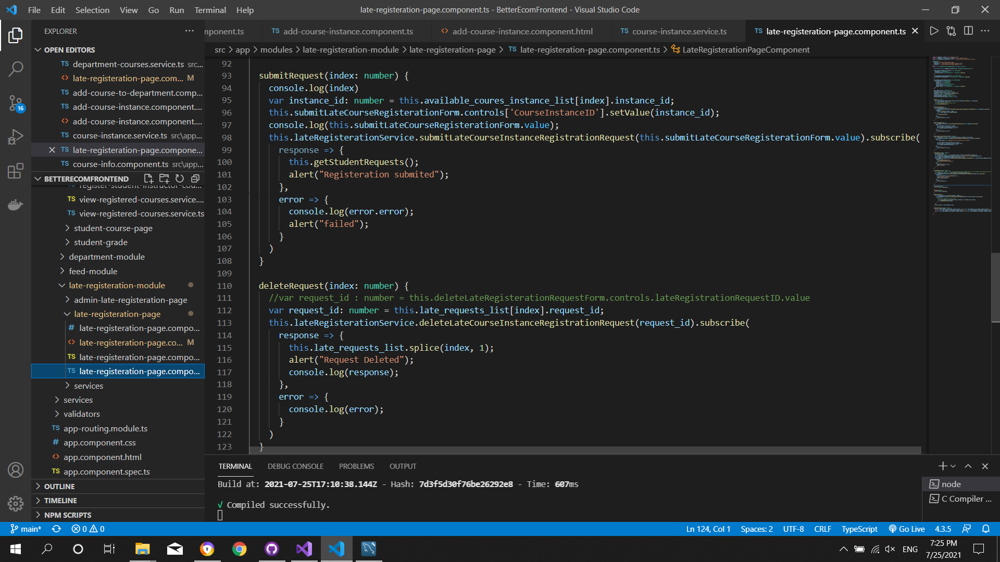 File Edit Selection View Go Run Terminal Help
late-registeration-page.component.ts - BetterEcomFrontend - Visual Studio Code
EXPLORER
mponent.ts
TS add-course-instance.component.ts
<> add-course-instance.component.html
TS course-instance.service.ts
TS late-registeration-page.component.ts
src > app > modules > late-registeration-module > late-registeration-page > TS late-registeration-page.component.ts > LateRegisterationPageComponent
OPEN EDITORS
TS department-courses.service.ts src...
<> late-registeration-page.com... M
TS add-course-to-department.comp...
TS add-course-instance.component....
<> add-course-instance.component....
TS course-instance.service.ts src\app...
TS late-registeration-page.compone...
TS course-info.component.ts src\app...
BETTERECOMFRONTEND
register-student-instructor-cou...
TS view-registered-courses.service....
TS view-registered-courses.service.ts
student-course-page
student-grade
department-module
feed-module
late-registeration-module
admin-late-registeration-page
late-registeration-page
# late-registeration-page.compo...
<> late-registeration-page.co... M
TS late-registeration-page.compo...
TS late-registeration-page.compo...
services
services
validators
TS app-routing.module.ts
# app.component.css
<> app.component.html
TS app.component.spec.ts
OUTLINE
TIMELINE
NPM SCRIPTS
16
92
93 submitRequest(index: number) {
94 console.log(index)
95 var instance_id: number = this.available_coures_instance_list[index].instance_id;
96 this.submitLateCourseRegisterationForm.controls['CourseInstanceID'].setValue(instance_id);
97 console.log(this.submitLateCourseRegisterationForm.value);
98 this.lateRegisterationService.submitLateCourseInstanceRegistrationRequest(this.submitLateCourseRegisterationForm.value).subscribe(
99 response => {
100 this.getStudentRequests();
101 alert("Registeration submited");
102 },
103 error => {
104 console.log(error.error);
105 alert("failed");
106 }
107 )
108 }
109
110 deleteRequest(index: number) {
111 //var request_id : number = this.deleteLateRegisterationRequestForm.controls.lateRegistrationRequestID.value
112 var request_id: number = this.late_requests_list[index].request_id;
113 this.lateRegisterationService.deleteLateCourseInstanceRegistrationRequest(request_id).subscribe(
114 response => {
115 this.late_requests_list.splice(index, 1);
116 alert("Request Deleted");
117 console.log(response);
118 },
119 error => {
120 console.log(error);
121 }
122 )
123 }
TERMINAL DEBUG CONSOLE PROBLEMS OUTPUT
Build at: 2021-07-25T17:10:38.144Z - Hash: 7d3f5d30f76be26292e8 - Time: 607ms
√ Compiled successfully.
node
C Compiler ...
main* 0 0
Ln 124, Col 1 Spaces: 2 UTF-8 CRLF TypeScript Go Live 4.3.5
ENG
7:25 PM
7/25/2021